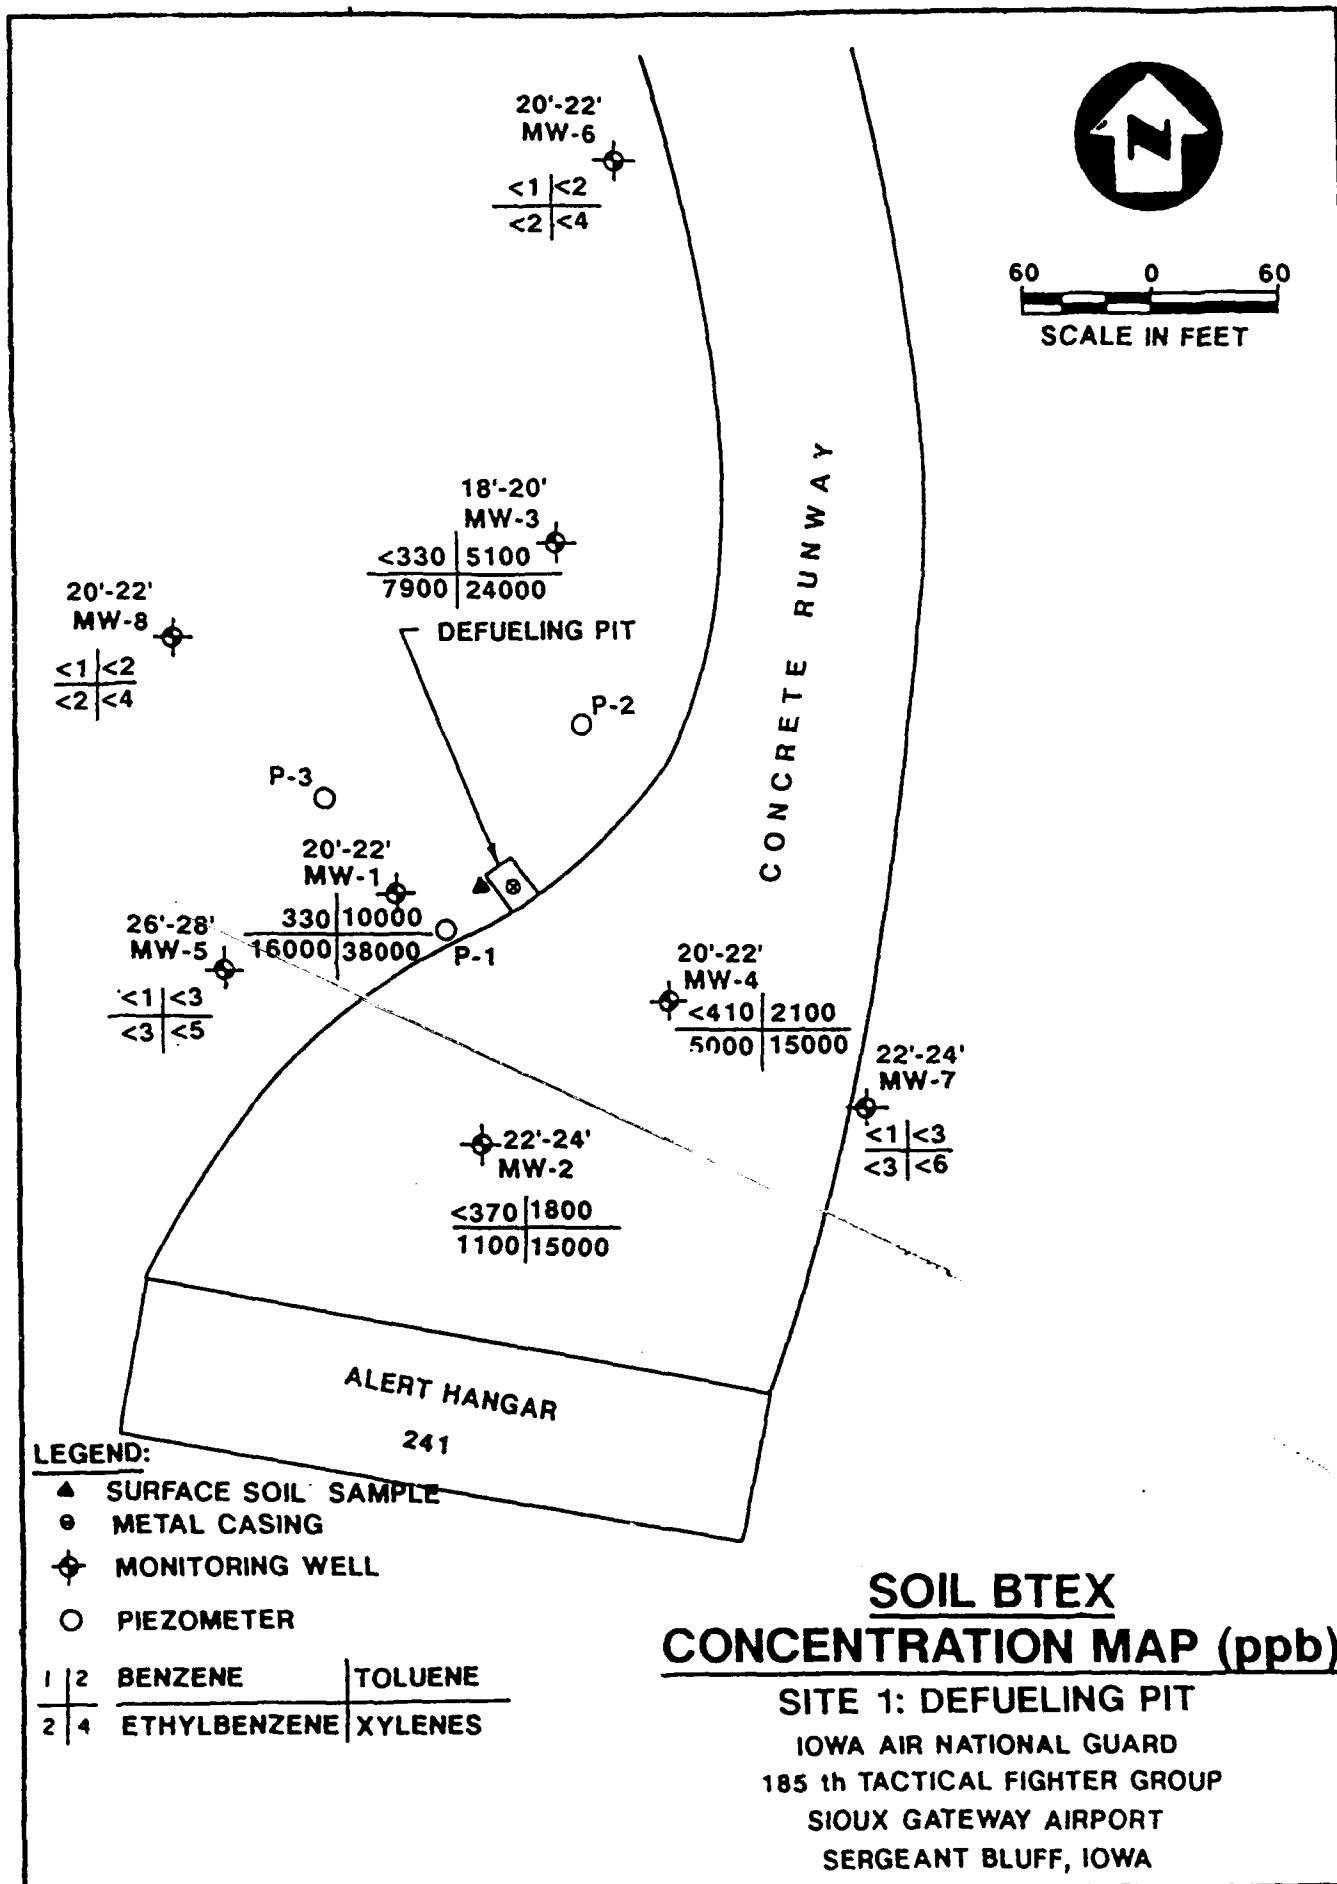 20'-22'
MW-6
<1 <2
<2 <4
N
60 0 60
SCALE IN FEET
18'-20'
MW-3
<330 5100
7900 24000
20'-22'
MW-8
<1 <2
<2 <4
DEFUELING PIT
CONCRETE RUNWAY
P-2
P-3
20'-22'
MW-1
330 10000
16000 38000
P-1
26'-28'
MW-5
<1 <3
<3 <5
20'-22'
MW-4
<410 2100
5000 15000
22'-24'
MW-7
<1 <3
<3 <6
22'-24'
MW-2
<370 1800
1100 15000
ALERT HANGAR
241
LEGEND:
SURFACE SOIL SAMPLE
METAL CASING
MONITORING WELL
PIEZOMETER
1 2 BENZENE TOLUENE
2 4 ETHYLBENZENE XYLENES
SOIL BTEX
CONCENTRATION MAP (ppb)
SITE 1: DEFUELING PIT
IOWA AIR NATIONAL GUARD
185 th TACTICAL FIGHTER GROUP
SIOUX GATEWAY AIRPORT
SERGEANT BLUFF, IOWA